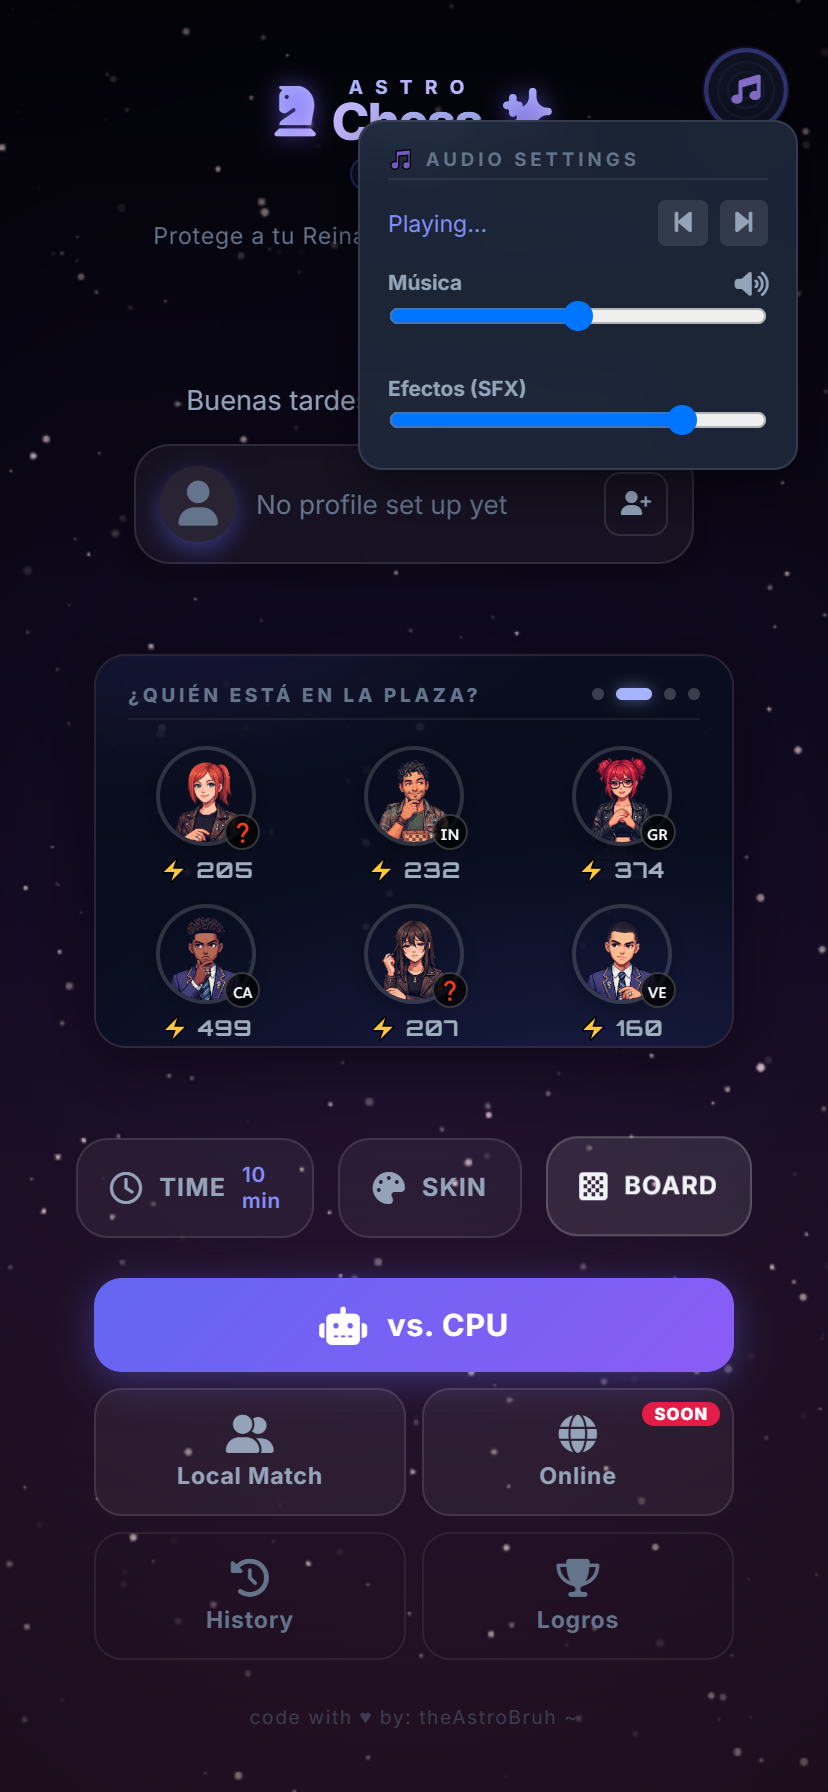 ASTRO
AUDIO SETTINGS
Protege a tu Reina
Playing...
Música
Efectos (SFX)
Buenas tardes
No profile set up yet
¿QUIÉN ESTÁ EN LA PLAZA?
❓ IN GR
⚡ 205 ⚡ 232 ⚡ 374
CA ❓ VE
⚡ 499 ⚡ 207 ⚡ 160
TIME 10 min SKIN BOARD
vs. CPU
SOON
Local Match Online
History Logros
code with ♥ by: theAstroBruh ~